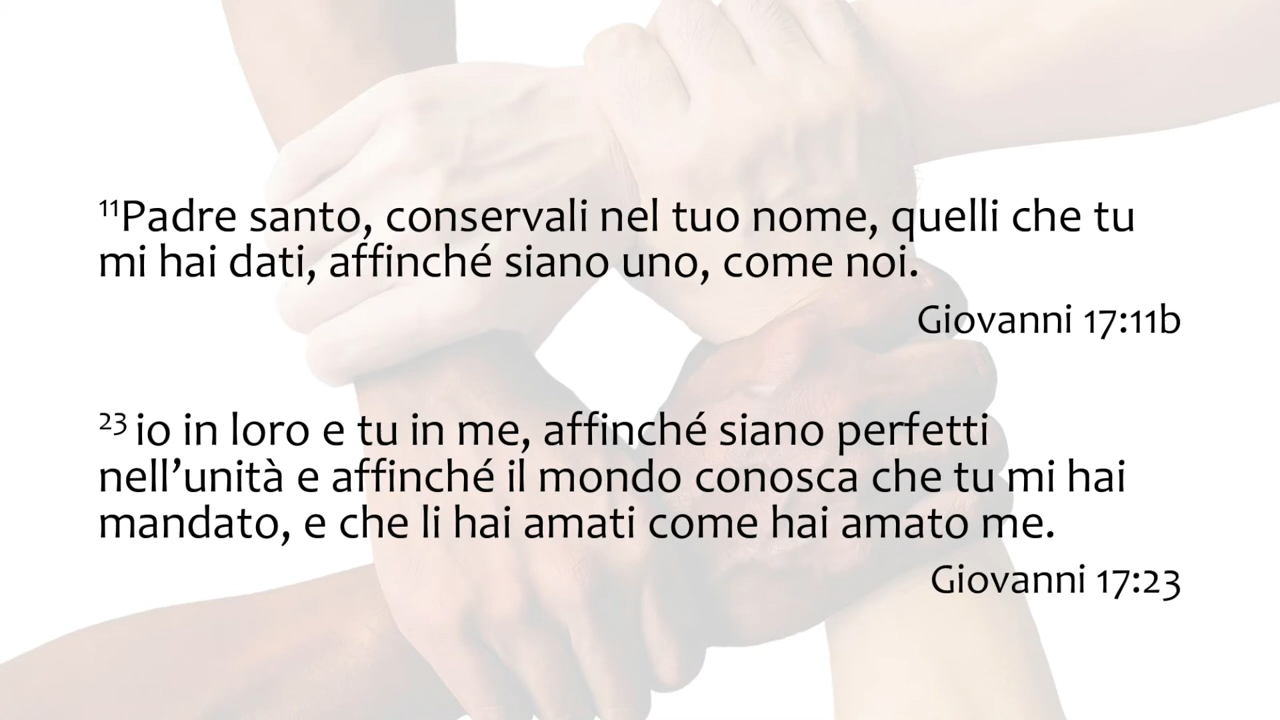 ¹¹Padre santo, conservali nel tuo nome, quelli che tu
mi hai dati, affinché siano uno, come noi.
Giovanni 17:11b
²³ io in loro e tu in me, affinché siano perfetti
nell’unità e affinché il mondo conosca che tu mi hai
mandato, e che li hai amati come hai amato me.
Giovanni 17:23